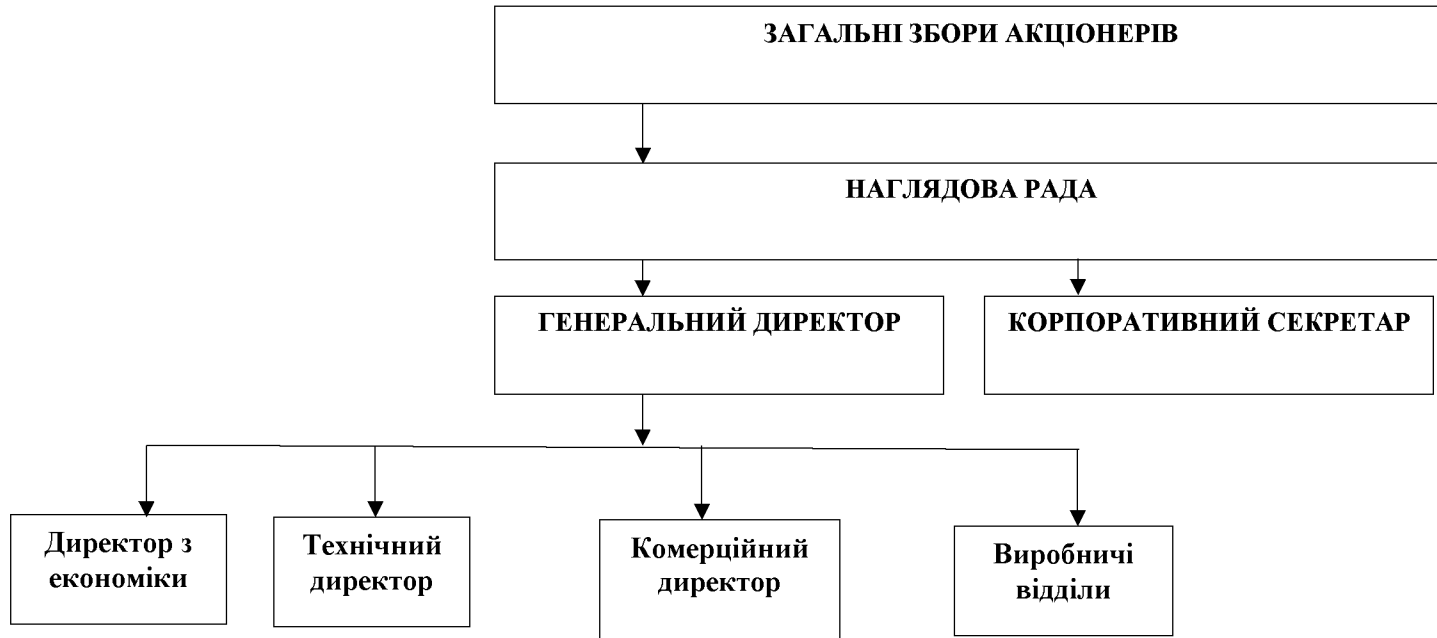 ЗАГАЛЬНІ ЗБОРИ АКЦІОНЕРІВ
НАГЛЯДОВА РАДА
ГЕНЕРАЛЬНИЙ ДИРЕКТОР
КОРПОРАТИВНИЙ СЕКРЕТАР
Директор з
економіки
Технічний
директор
Комерційний
директор
Виробничі
відділи